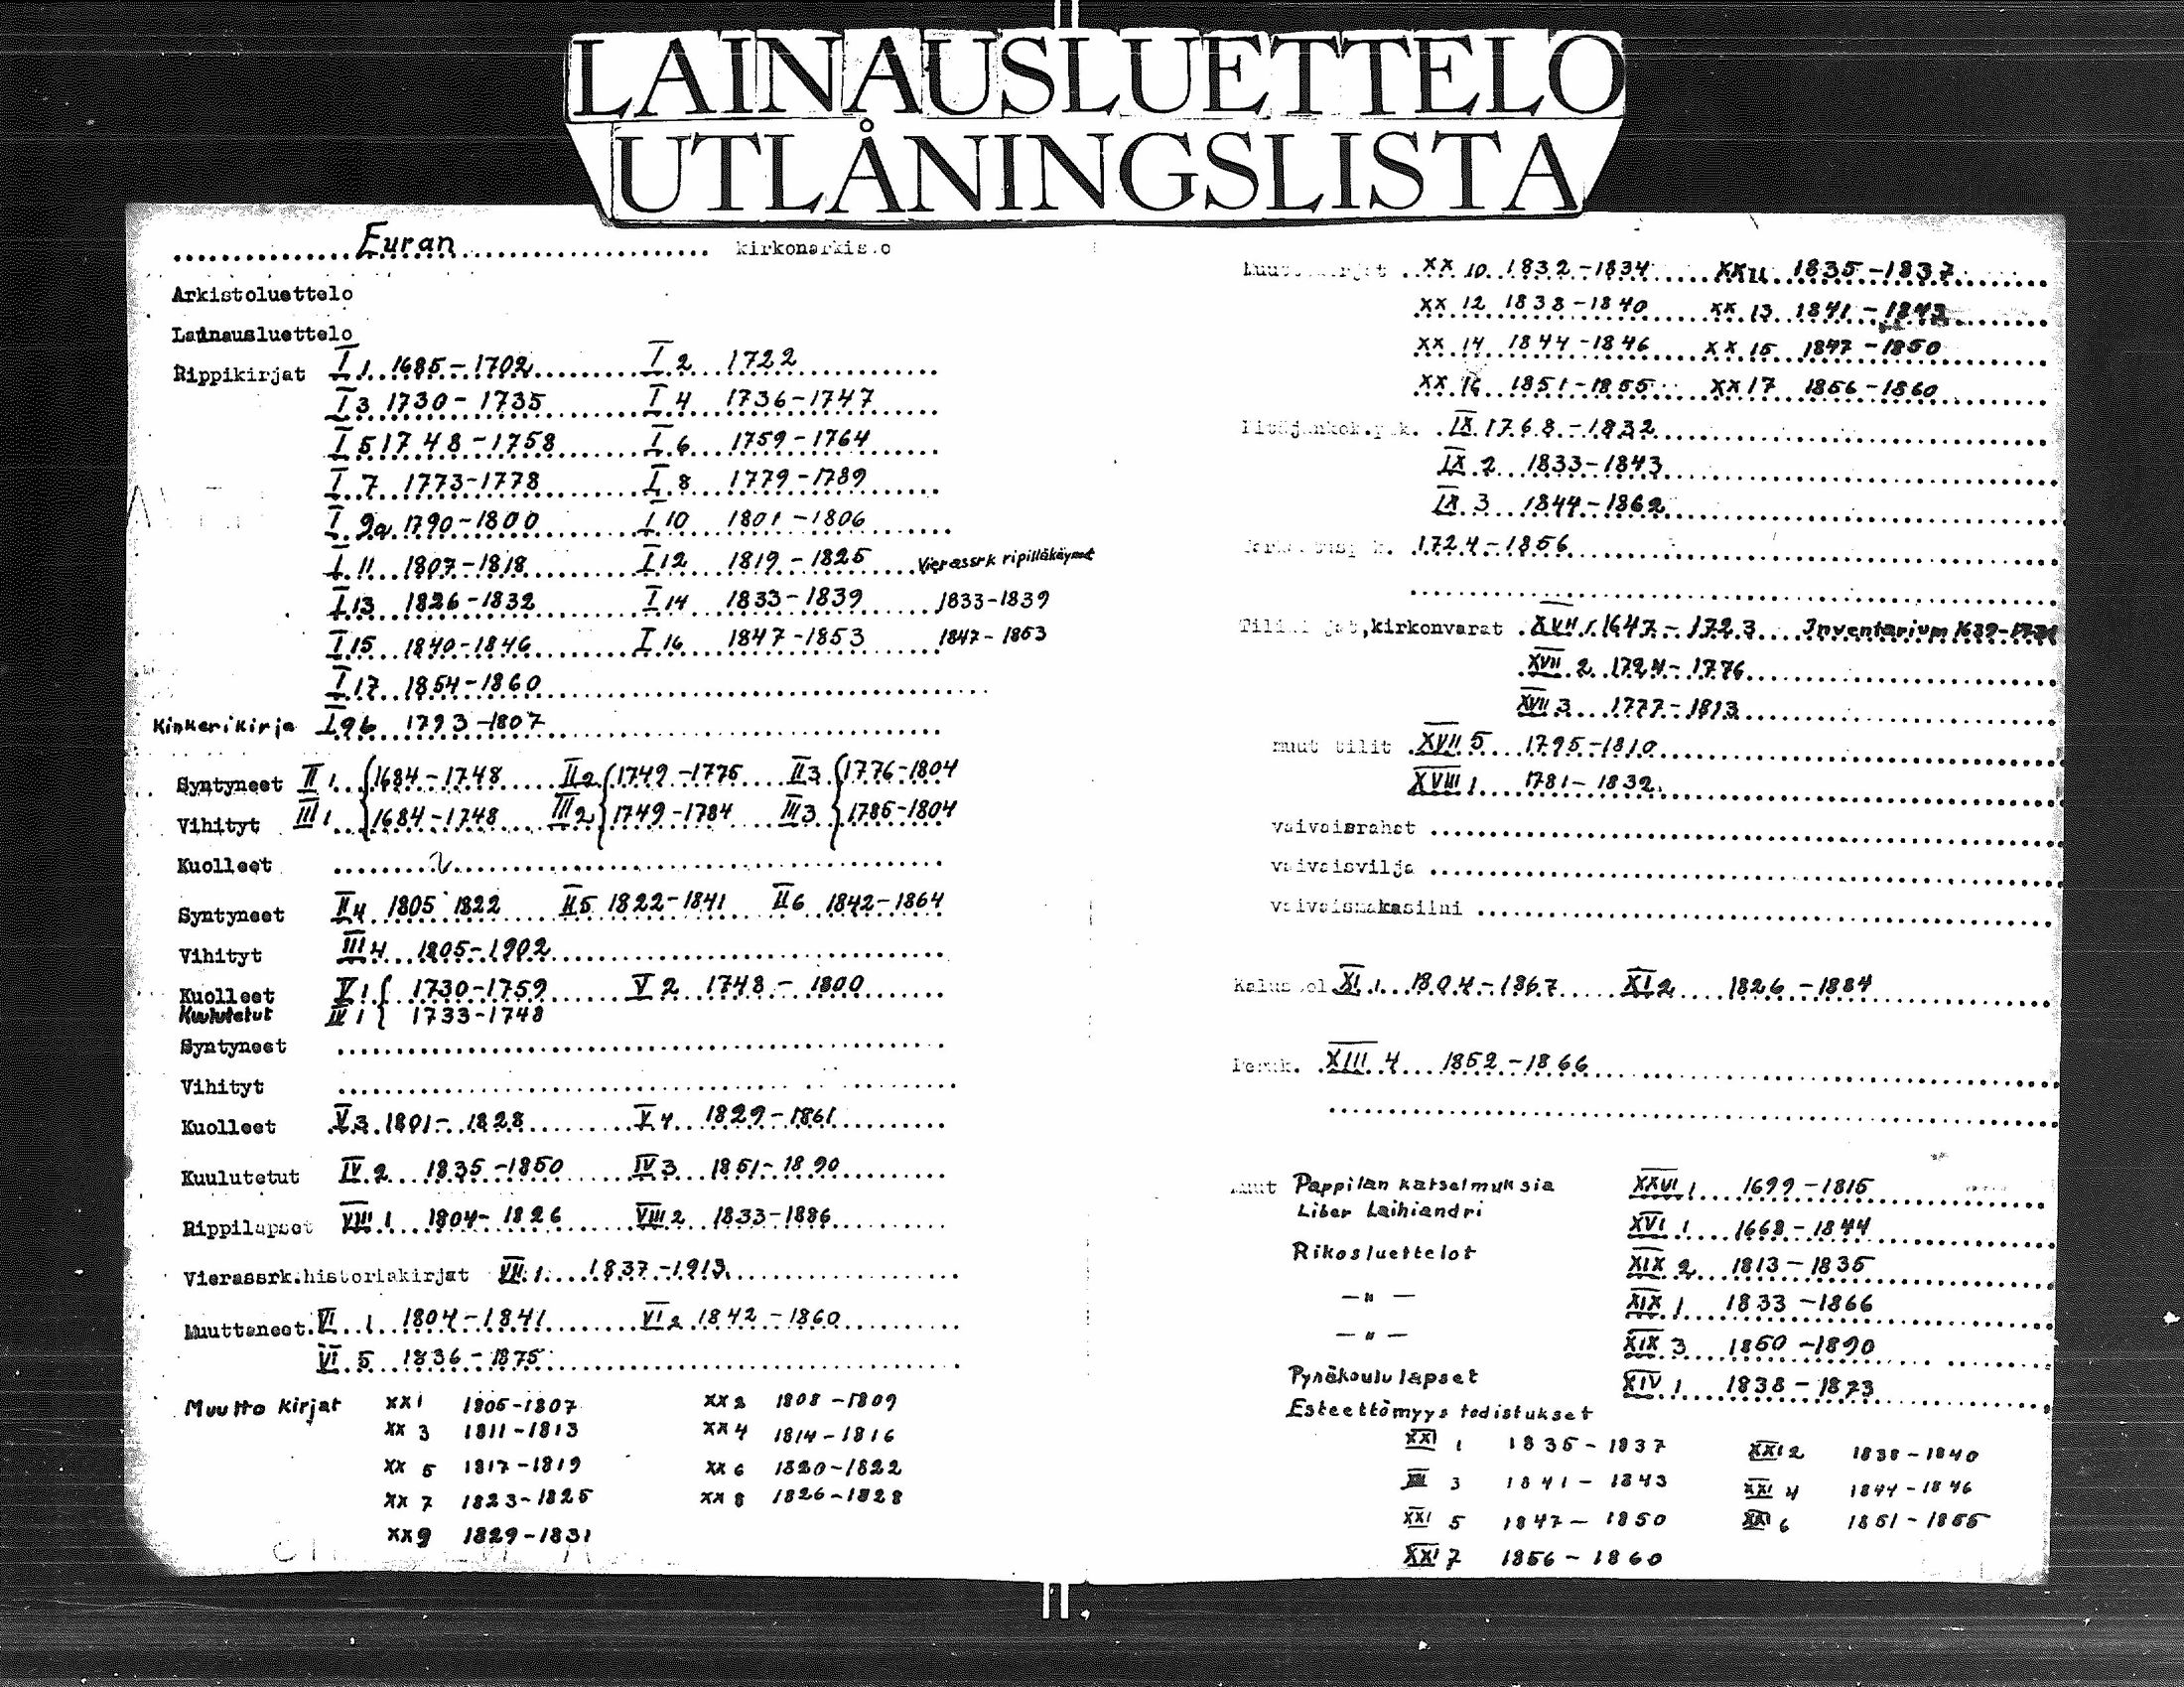 LAINAUSLUETTELO
UTLÅNINGSLISTA
Euran kirkonarkis.o
Arkistoluettelo
Lainausluettelo
Rippikirjat I 1 1685-1702 I 2 1722
I 3 1730-1735 I 4 1736-1747
I 5 1748-1758 I 6 1759-1764
I 7 1773-1778 I 8 1779-1789
I 9a 1790-1800 I 10 1801-1806
I 11 1807-1818 I 12 1819-1825 Vierassrk ripilläkäyneet
I 13 1826-1832 I 14 1833-1839 1833-1839
I 15 1840-1846 I 16 1847-1853 1847-1853
I 17 1854-1860
Kinkerikirja I 9b 1793-1807
Syntyneet II 1 1684-1748 II 2 1749-1775 II 3 1776-1804
Vihityt III 1 1684-1748 III 2 1749-1784 III 3 1785-1804
Kuolleet
Syntyneet II 4 1805 1822 II 5 1822-1841 II 6 1842-1864
Vihityt III 4 1805-1902
Kuolleet V 1 1730-1759 V 2 1748-1800
Kuulutetut IV 1 1733-1748
Syntyneet
Vihityt
Kuolleet V 3 1801-1828 V 4 1829-1861
Kuulutetut IV 2 1835-1850 IV 3 1851-1890
Rippilapset VIII 1 1804-1826 VIII 2 1833-1886
Vierassrk.historiakirjat VII 1 1837-1913
Muuttaneet VI 1 1804-1841 VI 2 1842-1860
VI 5 1836-1875
Muutto kirjat XX 1 1805-1807 XX 2 1808-1809
XX 3 1811-1813 XX 4 1814-1816
XX 5 1817-1819 XX 6 1820-1822
XX 7 1823-1825 XX 8 1826-1828
XX 9 1829-1831
XX 10 1832-1834 XX 11 1835-1837
XX 12 1838-1840 XX 13 1841-1843
XX 14 1844-1846 XX 15 1847-1850
XX 16 1851-1855 XX 17 1856-1860
IX 1768-1832
IX 2 1833-1843
IX 3 1844-1862
1724-1856
kirkonvarat XVII 1 1647-1723 Inventarium
XVII 2 1724-1776
XVII 3 1777-1813
muut tilit XVII 5 1795-1810
XVIII 1 1781-1832
vaivaisrahat
vaivaisvilja
vaivaismakasiini
XI 1 1804-1867 XI 2 1826-1884
XIII 4 1852-1866
Muut Pappilan katselmuksia XXVI 1 1699-1815
Liber Laihiandri XVI 1 1668-1844
Rikosluettelot XIX 2 1813-1835
-"- XIX 1 1833-1866
-"- XIX 3 1850-1890
Pyhäkoululapset XIV 1 1838-1873
Esteettömyys todistukset
XXI 1 1835-1837 XXI 2 1838-1840
XXI 3 1841-1843 XXI 4 1844-1846
XXI 5 1847-1850 XXI 6 1851-1855
XXI 7 1856-1860